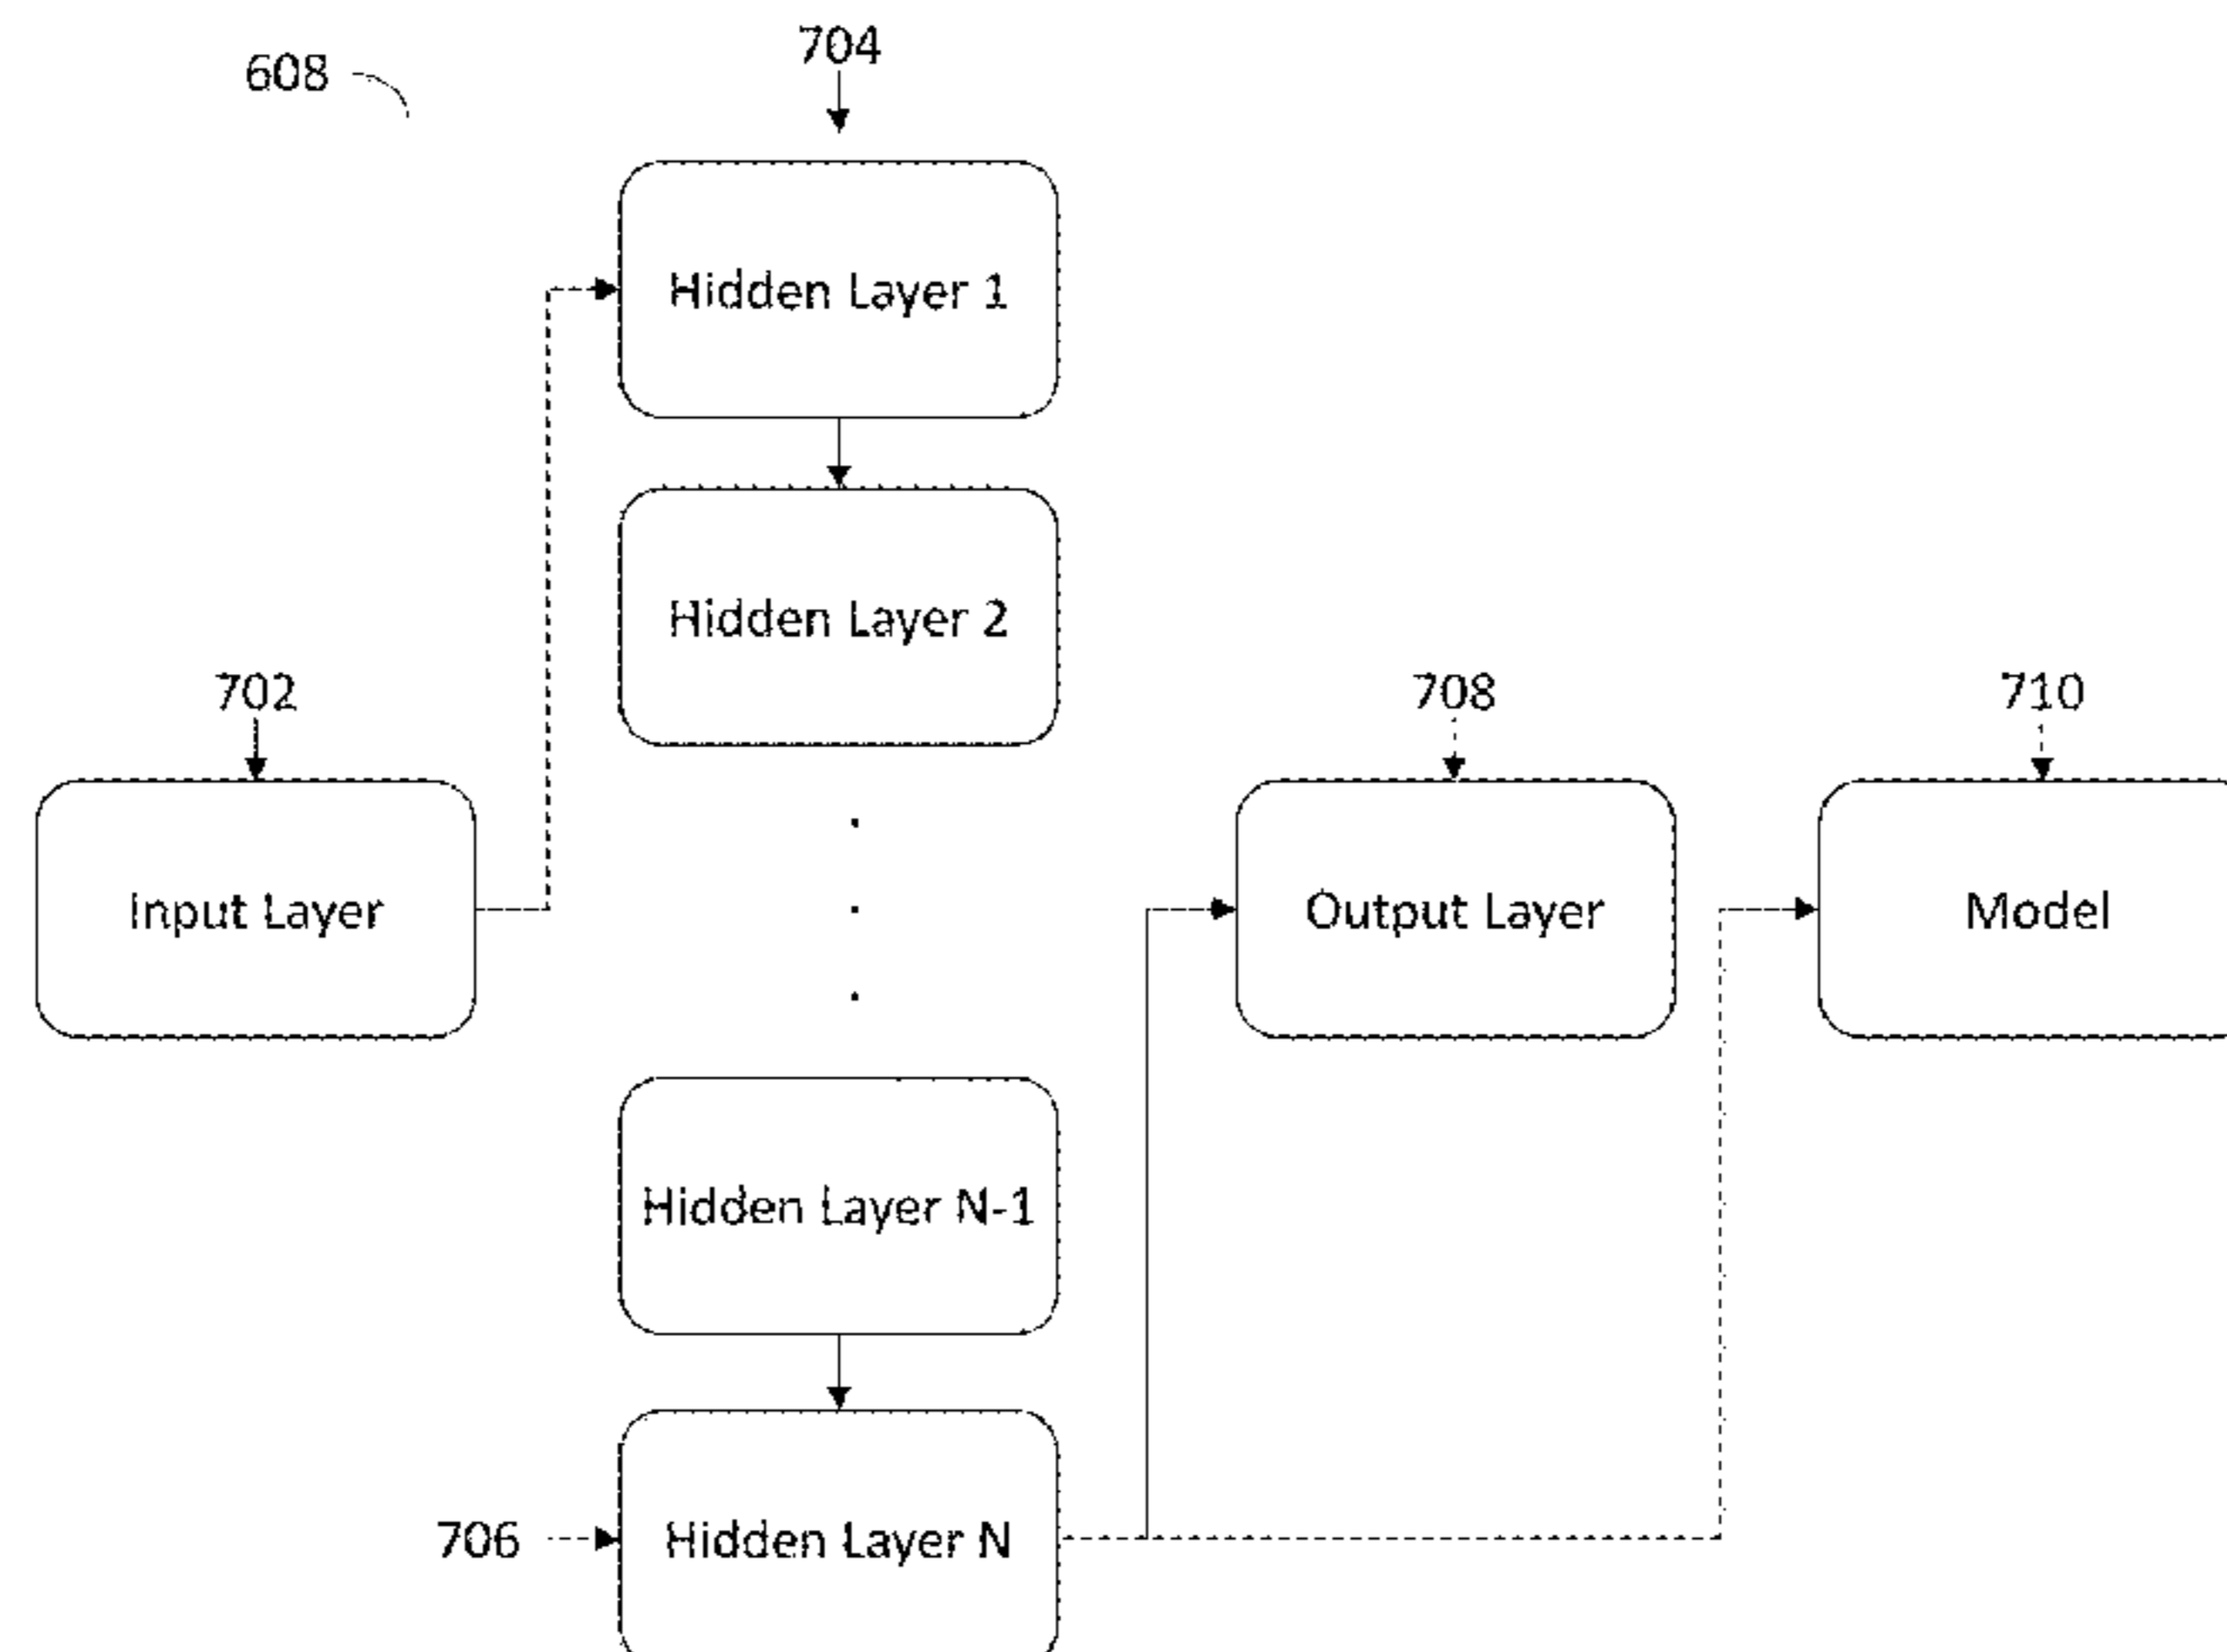 608
704
Hidden Layer 1
Hidden Layer 2
702
708
710
Input Layer
Output Layer
Model
Hidden Layer N-1
706
Hidden Layer N